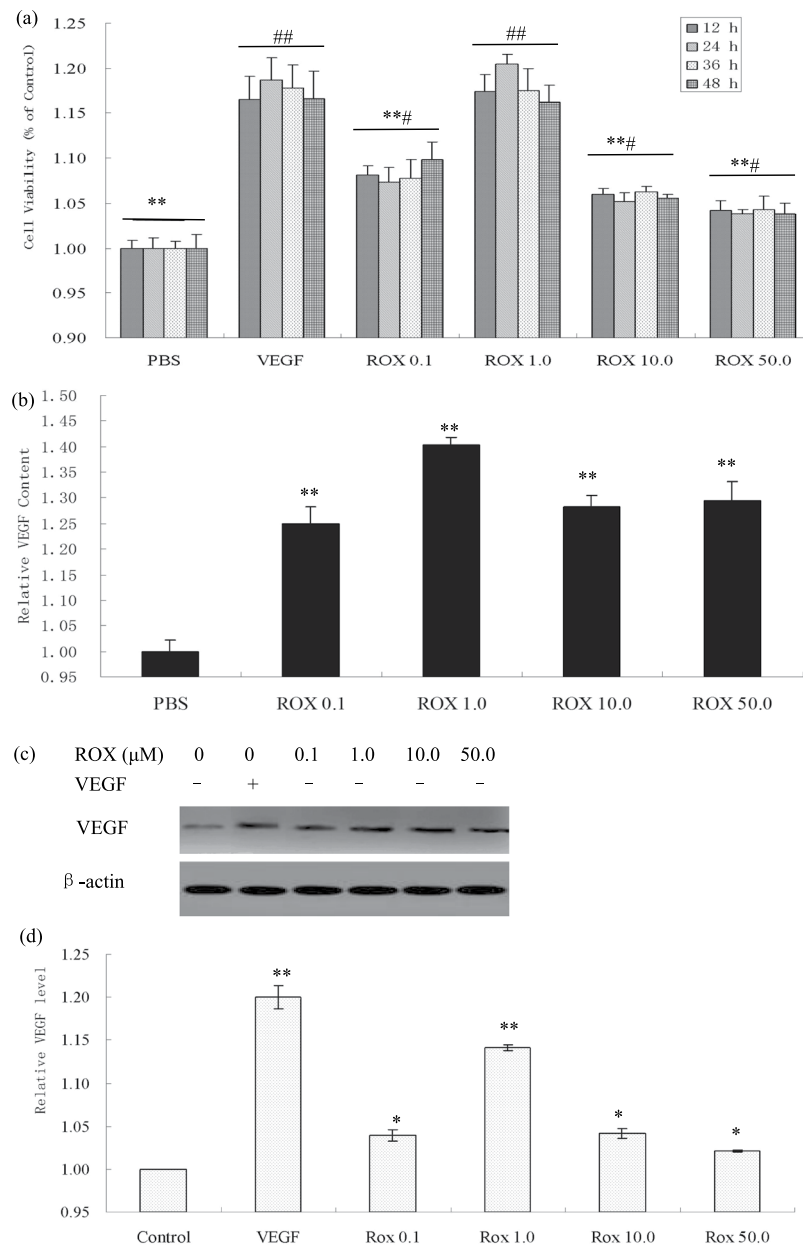 (a)
Cell Viability (% of Control)
1.25
1.20
1.15
1.10
1.05
1.00
0.95
0.90
**
##
**#
##
**#
**#
12 h
24 h
36 h
48 h
PBS VEGF ROX 0.1 ROX 1.0 ROX 10.0 ROX 50.0
(b)
Relative VEGF Content
1.50
1.45
1.40
1.35
1.30
1.25
1.20
1.15
1.10
1.05
1.00
0.95
**
**
**
**
PBS ROX 0.1 ROX 1.0 ROX 10.0 ROX 50.0
(c) ROX (μM) 0 0 0.1 1.0 10.0 50.0
VEGF − + − − − −
VEGF
β-actin
(d)
Relative VEGF level
1.25
1.20
1.15
1.10
1.05
1.00
0.95
**
*
**
*
*
Control VEGF Rox 0.1 Rox 1.0 Rox 10.0 Rox 50.0